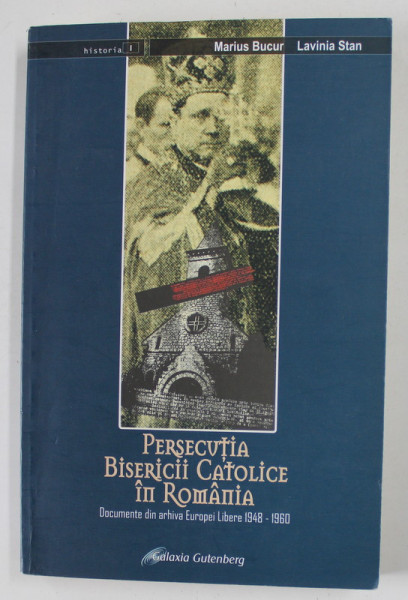 historia I
Marius Bucur Lavinia Stan
PERSECUȚIA
BISERICII CATOLICE
ÎN ROMÂNIA
Documente din arhiva Europei Libere 1948 - 1960
Galaxia Gutenberg